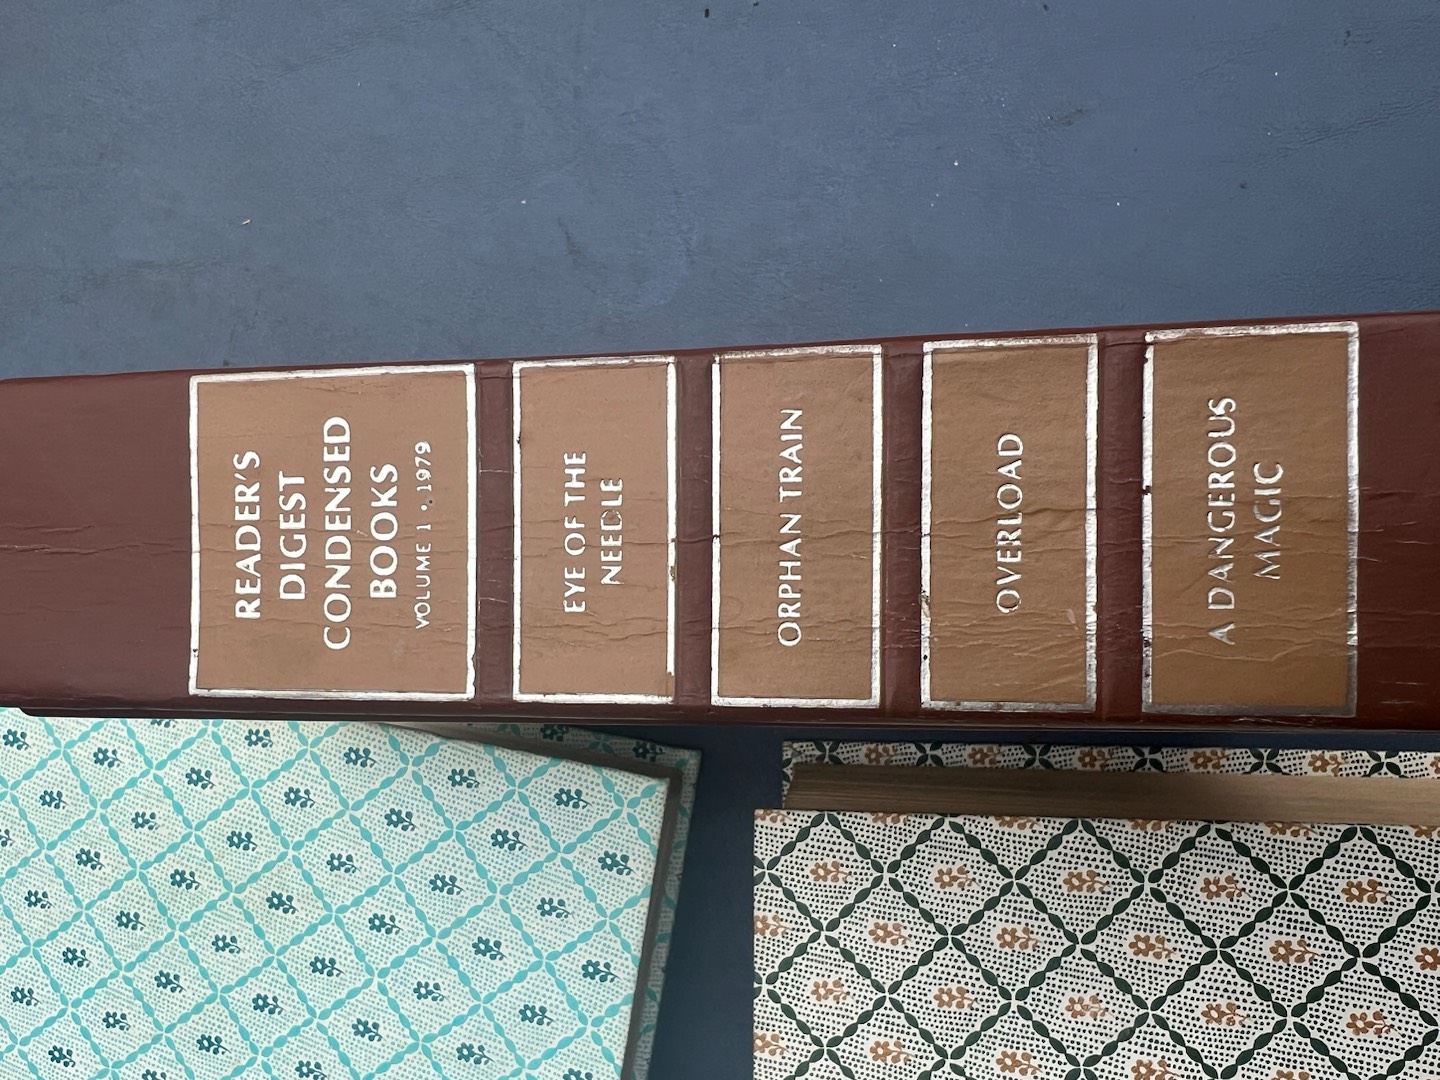 READER'S
DIGEST
CONDENSED
BOOKS
VOLUME 1 • 1979
EYE OF THE
NEEDLE
ORPHAN TRAIN
OVERLOAD
A DANGEROUS
MAGIC